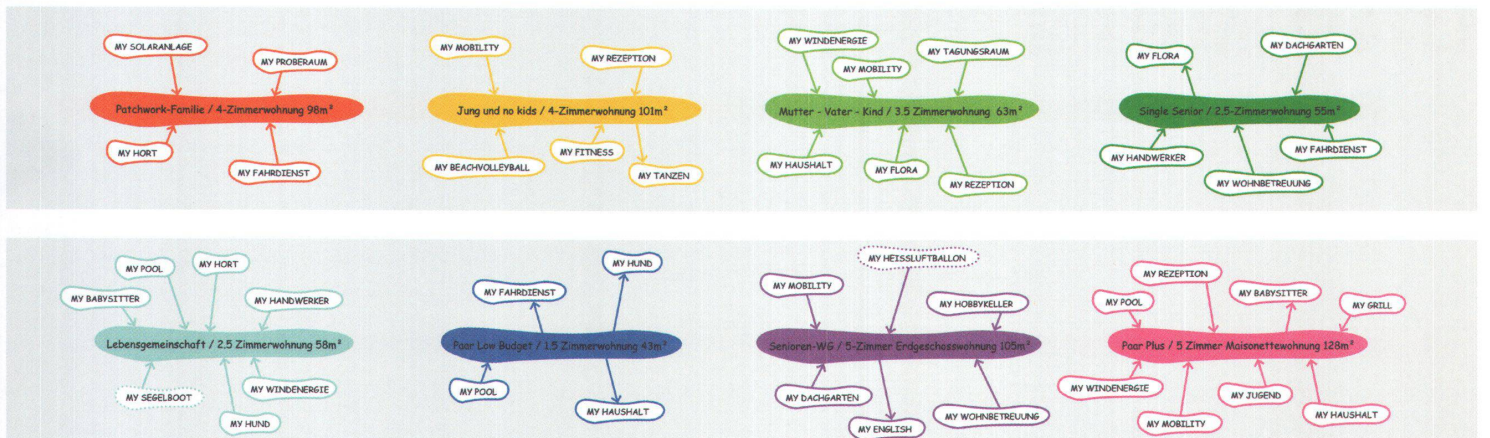 MY SOLARANLAGE
MY PROBERAUM
Patchwork-Familie / 4-Zimmerwohnung 98m²
MY HORT
MY FAHRDIENST
MY MOBILITY
MY REZEPTION
Jung und no kids / 4-Zimmerwohnung 101m²
MY BEACHVOLLEYBALL
MY FITNESS
MY TANZEN
MY WINDENERGIE
MY MOBILITY
MY TAGUNGSRAUM
Mutter - Vater - Kind / 3.5 Zimmerwohnung 63m²
MY HAUSHALT
MY FLORA
MY REZEPTION
MY FLORA
MY DACHGARTEN
Single Senior / 2,5-Zimmerwohnung 55m²
MY HANDWERKER
MY WOHNBETREUUNG
MY FAHRDIENST
MY BABYSITTER
MY POOL
MY HORT
MY HANDWERKER
Lebensgemeinschaft / 2,5 Zimmerwohnung 58m²
MY SEGELBOOT
MY HUND
MY WINDENERGIE
MY FAHRDIENST
MY HUND
Paar Low Budget / 1.5 Zimmerwohnung 43m²
MY POOL
MY HAUSHALT
MY MOBILITY
MY HEISSLUFTBALLON
MY HOBBYKELLER
Senioren-WG / 5-Zimmer Erdgeschosswohnung 105m²
MY DACHGARTEN
MY ENGLISH
MY WOHNBETREUUNG
MY POOL
MY REZEPTION
MY BABYSITTER
MY GRILL
Paar Plus / 5 Zimmer Maisonettewohnung 128m²
MY WINDENERGIE
MY MOBILITY
MY JUGEND
MY HAUSHALT